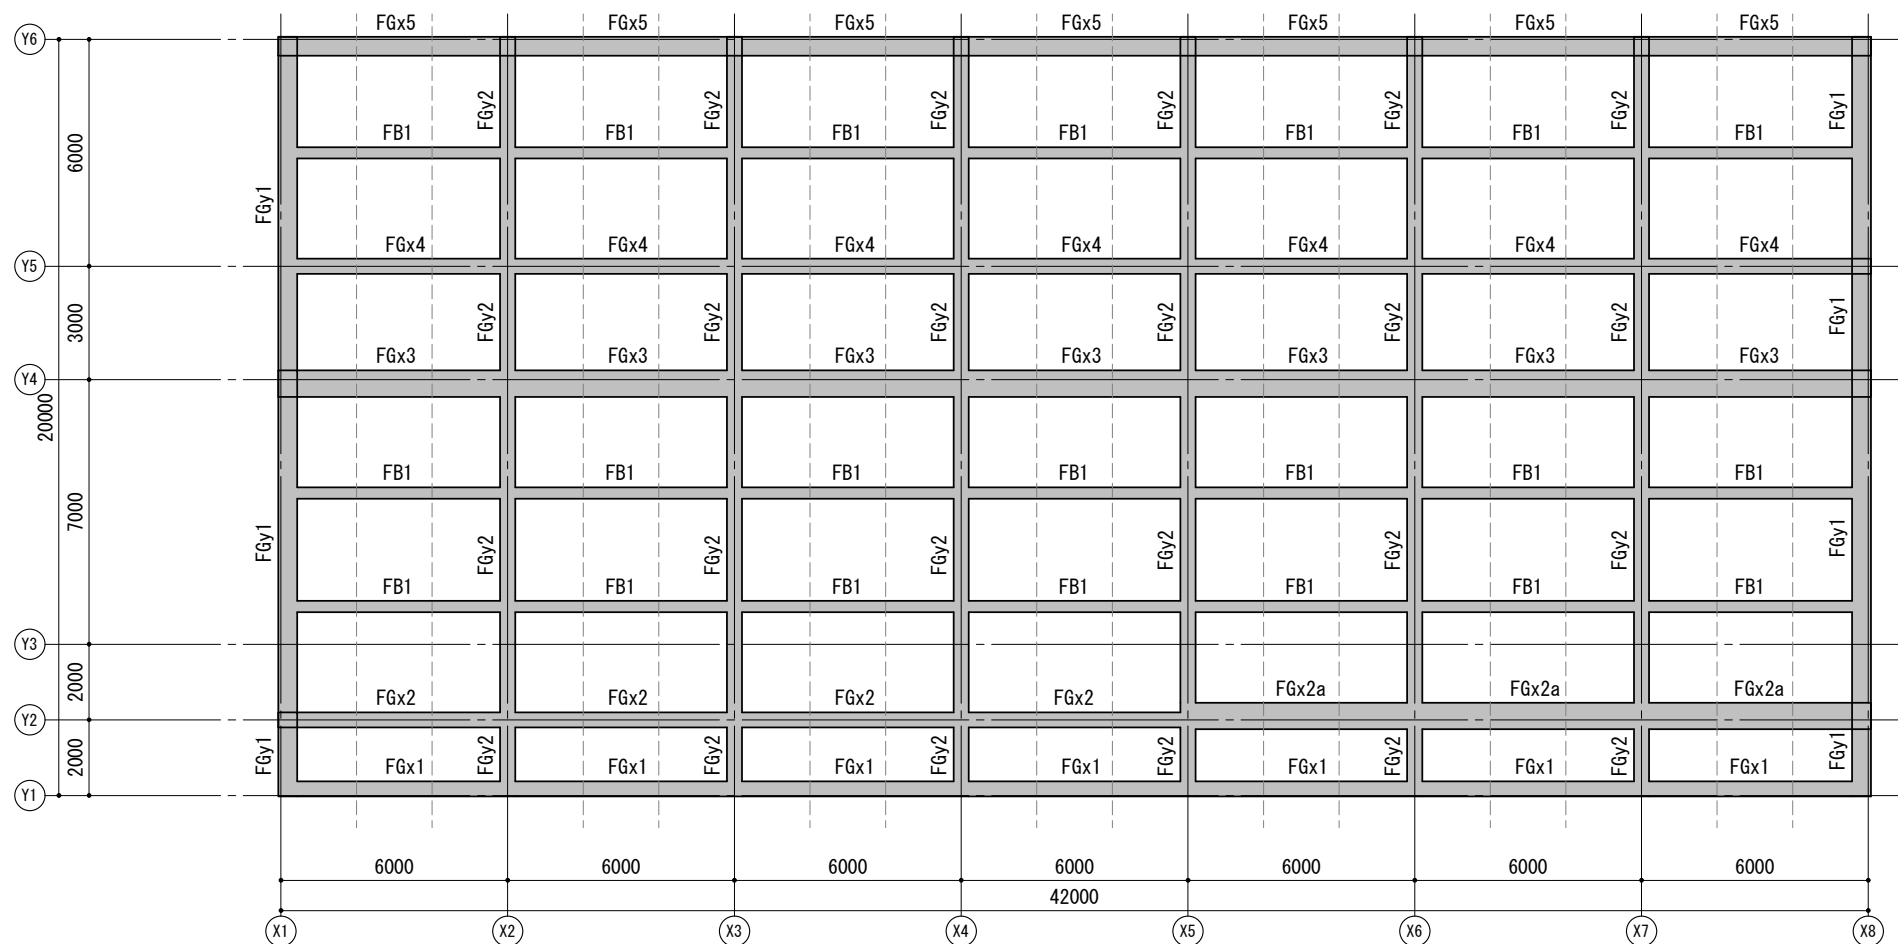 FGx5 FGx5 FGx5 FGx5 FGx5 FGx5 FGx5
Y6
FGy2 FGy2 FGy2 FGy2 FGy2 FGy2 FGy1
6000
FB1 FB1 FB1 FB1 FB1 FB1 FB1
FGy1
FGx4 FGx4 FGx4 FGx4 FGx4 FGx4 FGx4
Y5
3000
FGy2 FGy2 FGy2 FGy2 FGy2 FGy2 FGy1
FGx3 FGx3 FGx3 FGx3 FGx3 FGx3 FGx3
Y4
20000
FB1 FB1 FB1 FB1 FB1 FB1 FB1
7000
FGy1 FGy2 FGy2 FGy2 FGy2 FGy2 FGy2 FGy1
FB1 FB1 FB1 FB1 FB1 FB1 FB1
Y3
2000
FGx2 FGx2 FGx2 FGx2 FGx2a FGx2a FGx2a
Y2
2000
FGy1 FGy2 FGy2 FGy2 FGy2 FGy2 FGy2 FGy1
FGx1 FGx1 FGx1 FGx1 FGx1 FGx1 FGx1
Y1
6000 6000 6000 6000 6000 6000 6000
42000
X1 X2 X3 X4 X5 X6 X7 X8